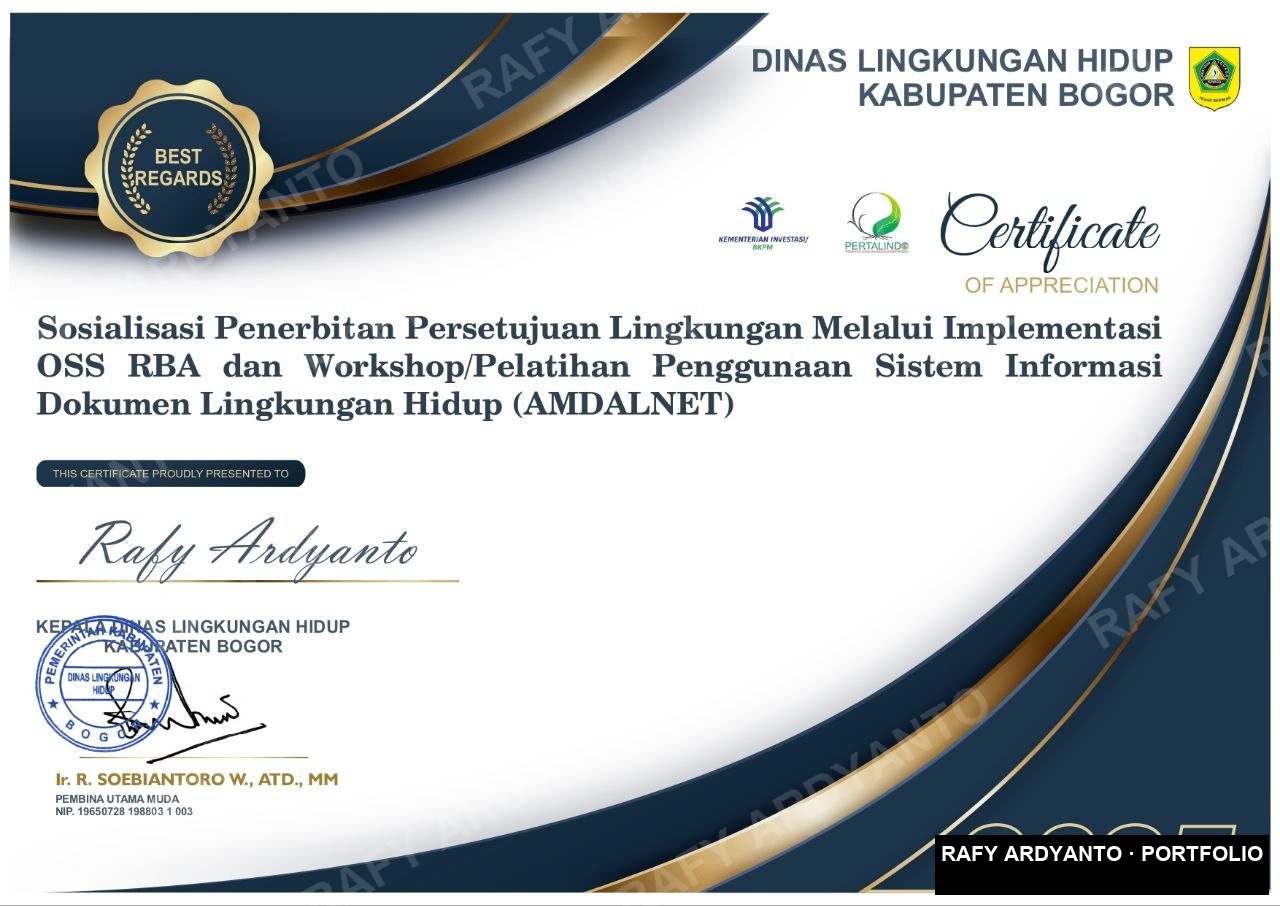 DINAS LINGKUNGAN HIDUP
KABUPATEN BOGOR
BEST
REGARDS
KEMENTERIAN INVESTASI/
BKPM
PERTALINDO
Certificate
OF APPRECIATION
Sosialisasi Penerbitan Persetujuan Lingkungan Melalui Implementasi
OSS RBA dan Workshop/Pelatihan Penggunaan Sistem Informasi
Dokumen Lingkungan Hidup (AMDALNET)
THIS CERTIFICATE PROUDLY PRESENTED TO
Rafy Ardyanto
KEPALA DINAS LINGKUNGAN HIDUP
KABUPATEN BOGOR
PEMERINTAH KABUPATEN
DINAS LINGKUNGAN
HIDUP
BOGOR
Ir. R. SOEBIANTORO W., ATD., MM
PEMBINA UTAMA MUDA
NIP. 19650728 198803 1 003
RAFY ARDYANTO
RAFY ARDYANTO · PORTFOLIO